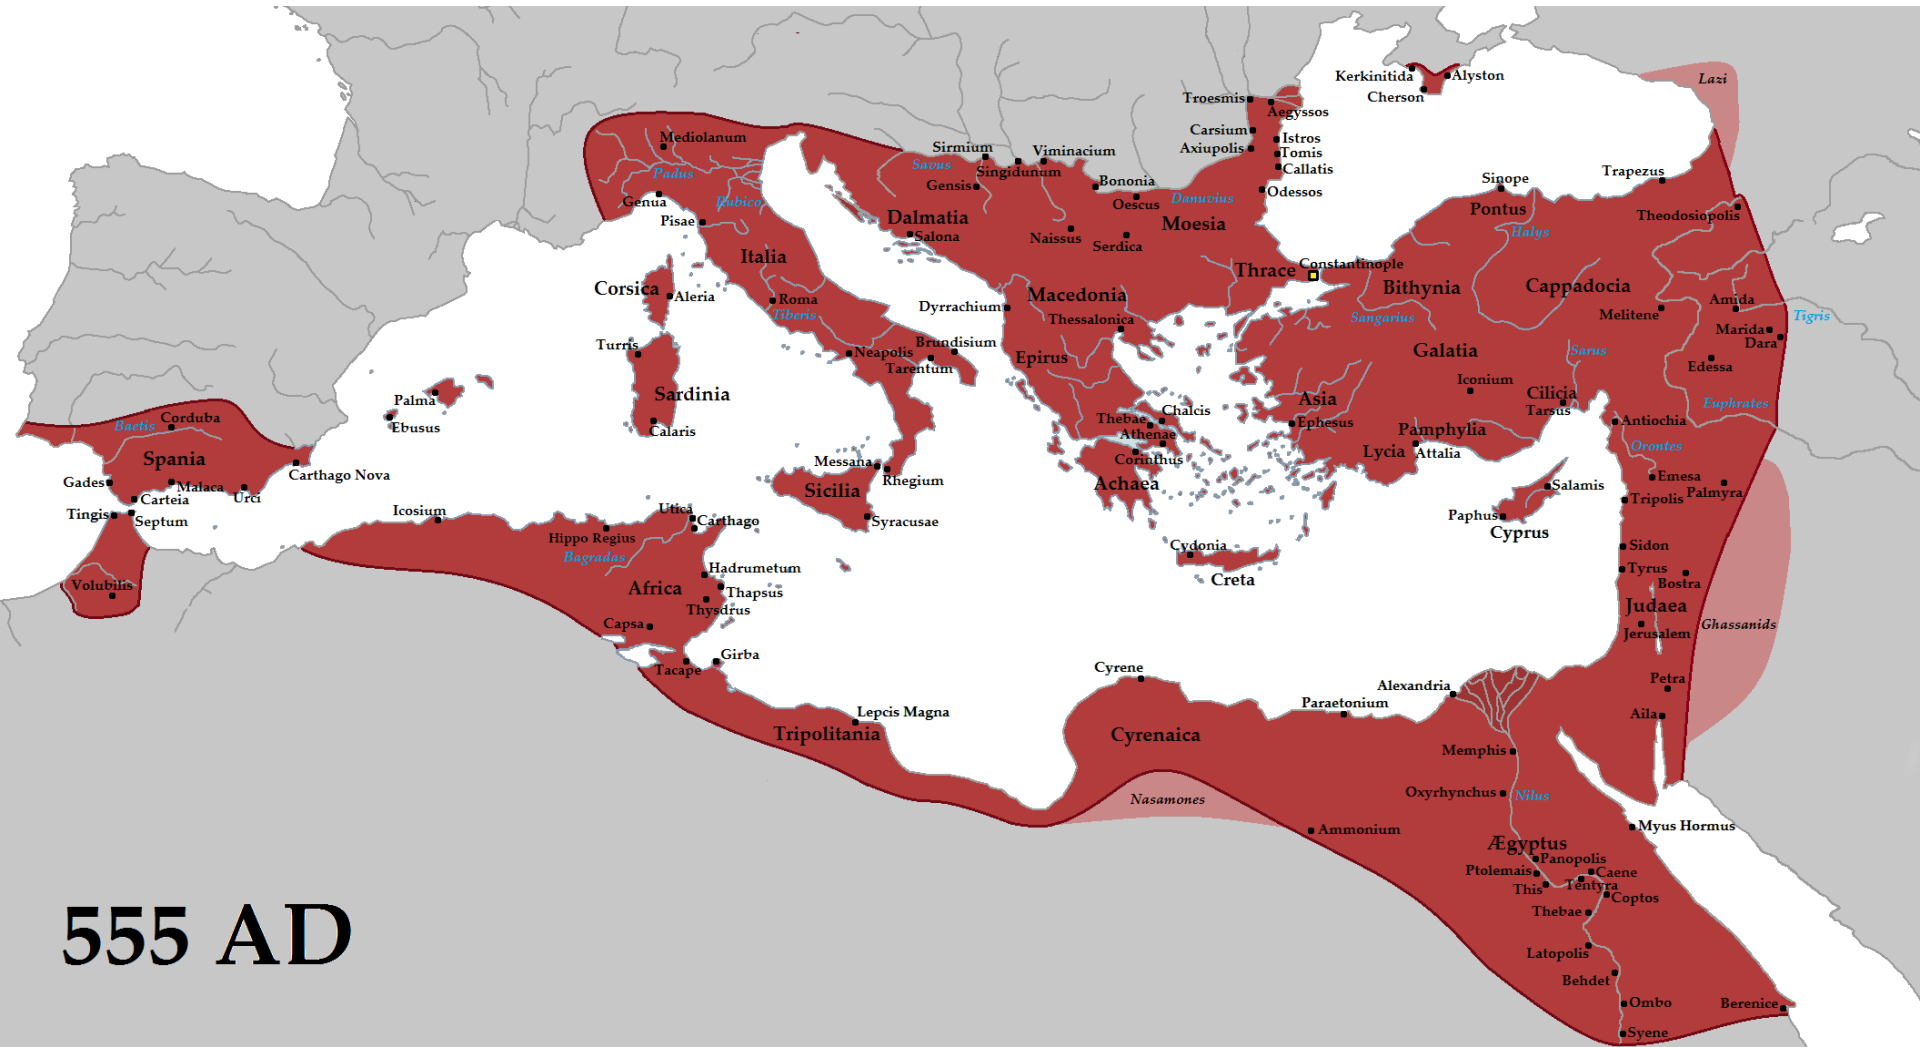 Kerkinitida
Alyston
Cherson
Lazi
Troesmis
Aegyssos
Carsium
Istros
Axiupolis
Tomis
Callatis
Odessos
Mediolanum
Padus
Genua
Rubico
Pisae
Sirmium
Savus
Singidunum
Viminacium
Gensis
Bononia
Oescus
Danuvius
Dalmatia
Salona
Naissus
Serdica
Moesia
Sinope
Trapezus
Pontus
Halys
Theodosiopolis
Italia
Corsica
Aleria
Roma
Tiberis
Thrace
Constantinople
Bithynia
Cappadocia
Macedonia
Dyrrachium
Thessalonica
Sangarius
Melitene
Amida
Tigris
Marida
Dara
Turris
Neapolis
Brundisium
Tarentum
Epirus
Galatia
Sarus
Edessa
Sardinia
Iconium
Cilicia
Tarsus
Euphrates
Palma
Ebusus
Calaris
Asia
Ephesus
Thebae
Chalcis
Athenae
Corinthus
Achaea
Pamphylia
Lycia
Attalia
Antiochia
Orontes
Corduba
Baetis
Spania
Carthago Nova
Gades
Malaca
Urci
Carteia
Tingis
Septum
Messana
Rhegium
Sicilia
Syracusae
Emesa
Palmyra
Salamis
Tripolis
Paphus
Cyprus
Icosium
Utica
Carthago
Hippo Regius
Bagradas
Cydonia
Creta
Sidon
Tyrus
Bostra
Volubilis
Hadrumetum
Africa
Thapsus
Thysdrus
Capsa
Judaea
Jerusalem
Ghassanids
Girba
Tacape
Cyrene
Petra
Alexandria
Paraetonium
Aila
Lepcis Magna
Tripolitania
Cyrenaica
Memphis
Nasamones
Oxyrhynchus
Nilus
Ammonium
Myus Hormus
Ægyptus
Panopolis
Ptolemais
Caene
This
Tentyra
Coptos
Thebae
Latopolis
Behdet
Ombo
Berenice
Syene
555 AD